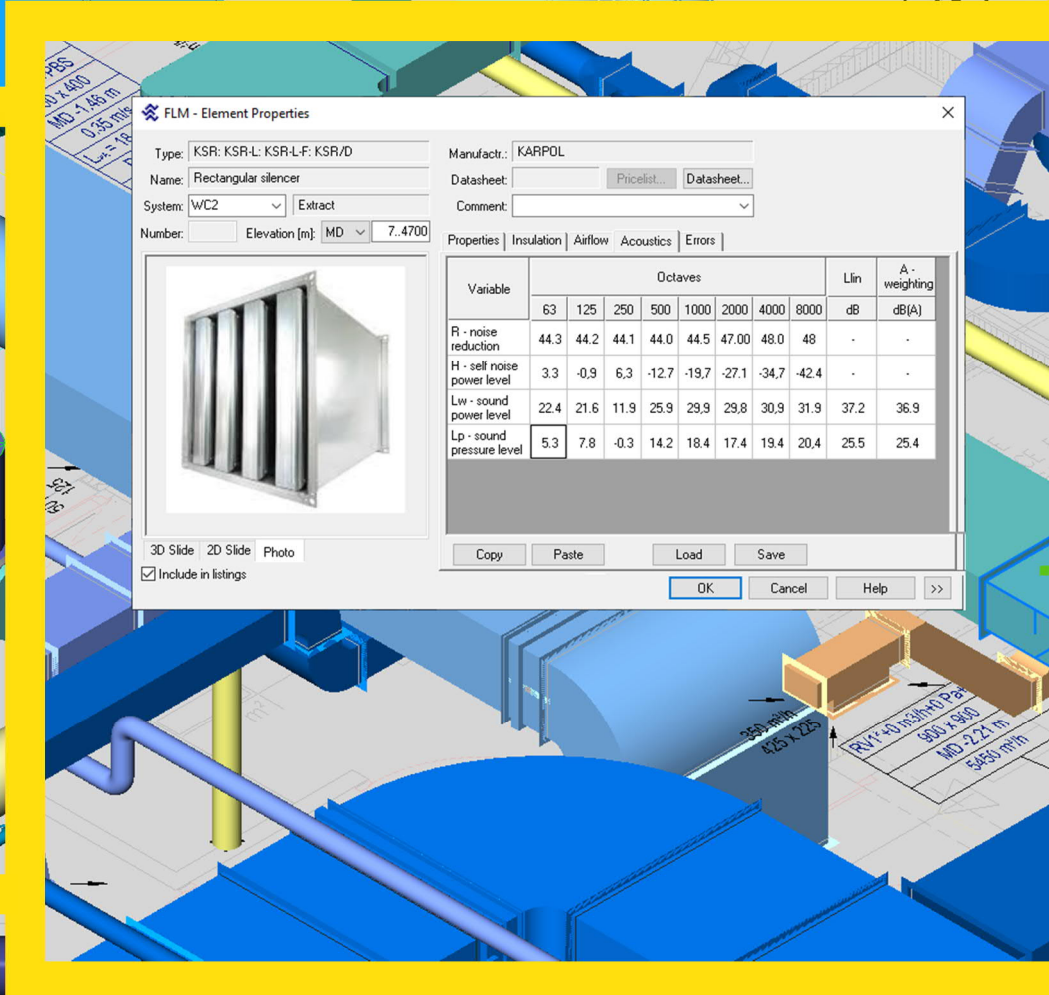 PBS
MD -1,46 m
0.35 m/s
FLM - Element Properties
Type: KSR: KSR-L: KSR-L-F: KSR/D
Name: Rectangular silencer
System: WC2 Extract
Number: Elevation [m]: MD 7..4700
Manufactr.: KARPOL
Datasheet: Pricelist... Datasheet...
Comment:
Properties Insulation Airflow Acoustics Errors
Variable Octaves Llin A - weighting
63 125 250 500 1000 2000 4000 8000 dB dB(A)
R - noise reduction 44.3 44.2 44.1 44.0 44.5 47.00 48.0 48 - -
H - self noise power level 3.3 -0,9 6,3 -12.7 -19,7 -27.1 -34,7 -42.4 - -
Lw - sound power level 22.4 21.6 11.9 25.9 29,9 29,8 30,9 31.9 37.2 36.9
Lp - sound pressure level 5.3 7.8 -0.3 14.2 18.4 17.4 19.4 20,4 25.5 25.4
3D Slide 2D Slide Photo
Include in listings
Copy Paste Load Save
OK Cancel Help >>
350 m³/h
425 x 225
RV1*+0 m3/h+0 Pa+
900 x 900
MD -2,21 m
5450 m³/h